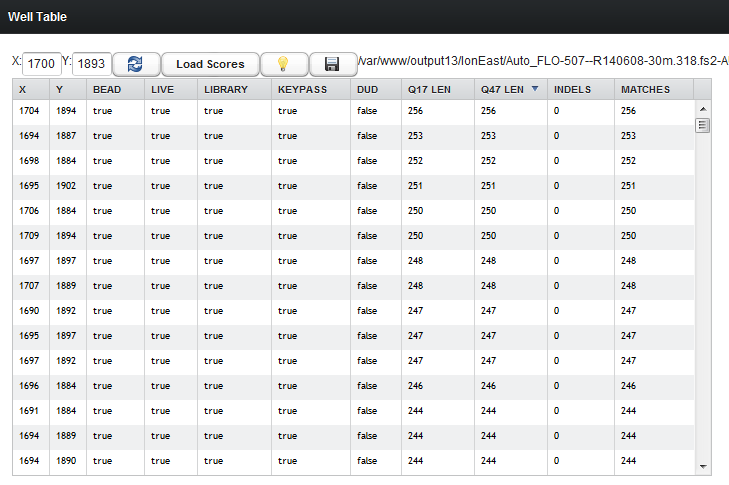 Well Table
X: 1700 Y: 1893 Load Scores /var/www/output13/IonEast/Auto_FLO-507--R140608-30m.318.fs2-A
X Y BEAD LIVE LIBRARY KEYPASS DUD Q17 LEN Q47 LEN INDELS MATCHES
1704 1894 true true true true false 256 256 0 256
1694 1887 true true true true false 253 253 0 253
1698 1884 true true true true false 252 252 0 252
1695 1902 true true true true false 251 251 0 251
1706 1884 true true true true false 250 250 0 250
1709 1894 true true true true false 250 250 0 250
1697 1897 true true true true false 248 248 0 248
1707 1889 true true true true false 248 248 0 248
1690 1892 true true true true false 247 247 0 247
1695 1897 true true true true false 247 247 0 247
1697 1892 true true true true false 247 247 0 247
1696 1884 true true true true false 246 246 0 246
1691 1884 true true true true false 244 244 0 244
1694 1889 true true true true false 244 244 0 244
1694 1890 true true true true false 244 244 0 244